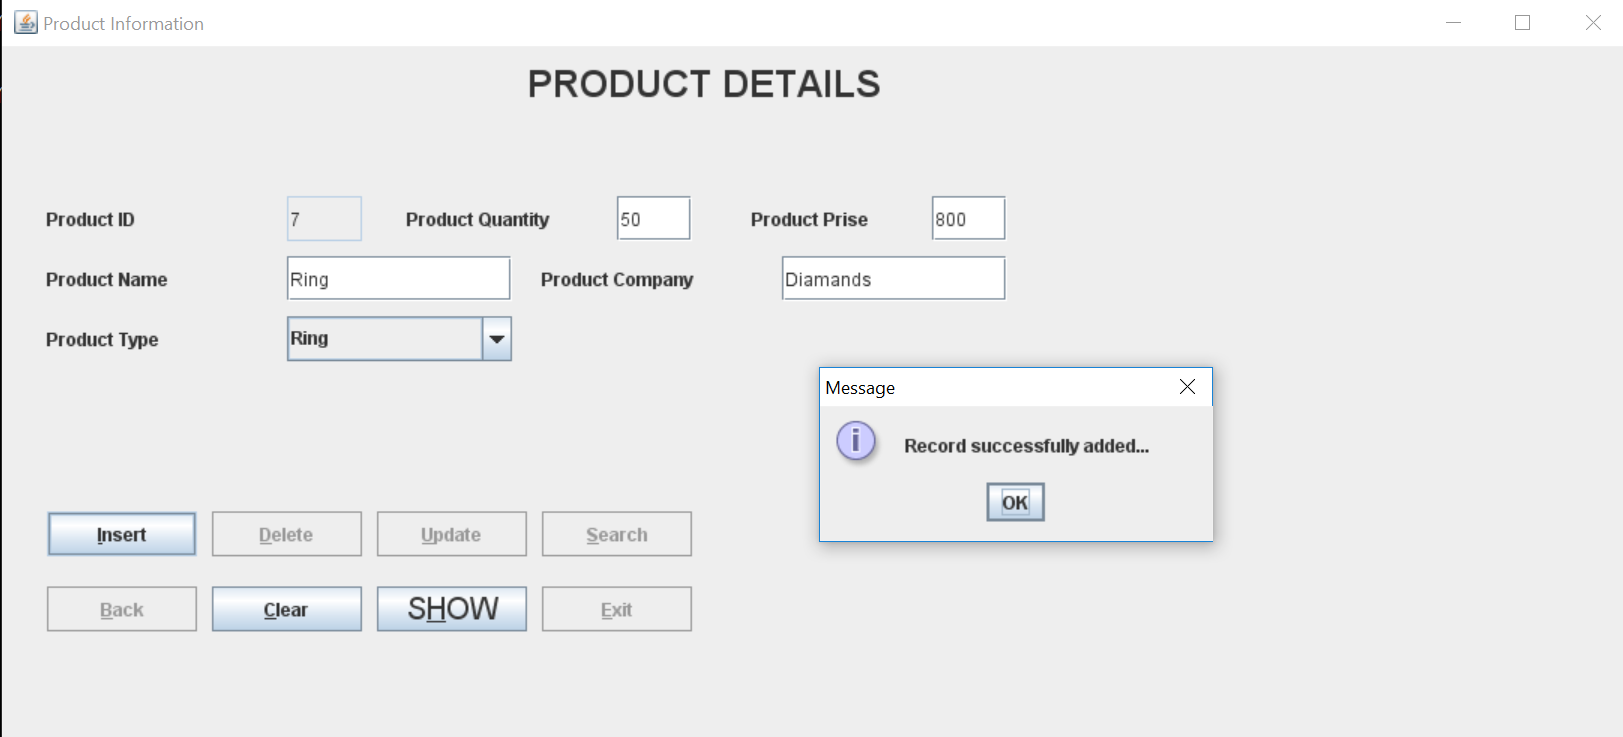 Product Information
PRODUCT DETAILS
Product ID 7 Product Quantity 50 Product Prise 800
Product Name Ring Product Company Diamands
Product Type Ring
Message
Record successfully added...
OK
Insert Delete Update Search
Back Clear SHOW Exit